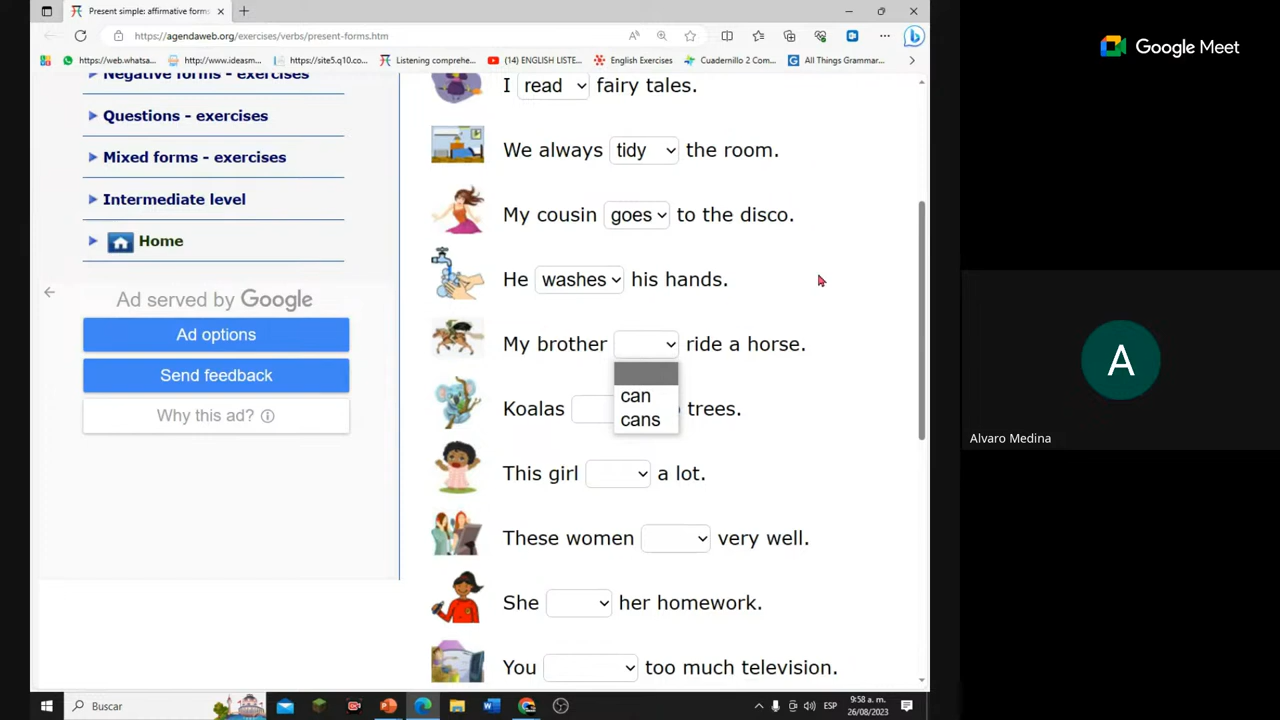 Present simple: affirmative form
https://agendaweb.org/exercises/verbs/present-forms.htm
https://web.whatsa...
http://www.ideasm...
https://site5.q10.co...
Listening comprehe...
(14) ENGLISH LISTE...
English Exercises
Cuadernillo 2 Com...
All Things Grammar...
Google Meet
Negative forms - exercises
Questions - exercises
Mixed forms - exercises
Intermediate level
Home
Ad served by Google
Ad options
Send feedback
Why this ad?
I read fairy tales.
We always tidy the room.
My cousin goes to the disco.
He washes his hands.
My brother ride a horse.
can
cans
Koalas trees.
This girl a lot.
These women very well.
She her homework.
You too much television.
A
Alvaro Medina
Buscar
ESP
9:58 a. m.
26/08/2023